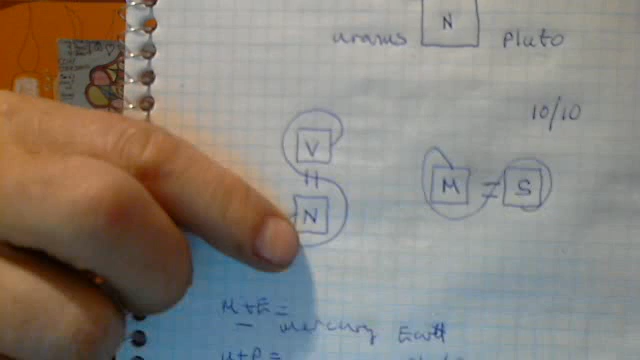 N
uranus Pluto
10/10
V
=
N
M ≠ S
M+E=
– Mercury Earth
u+P=